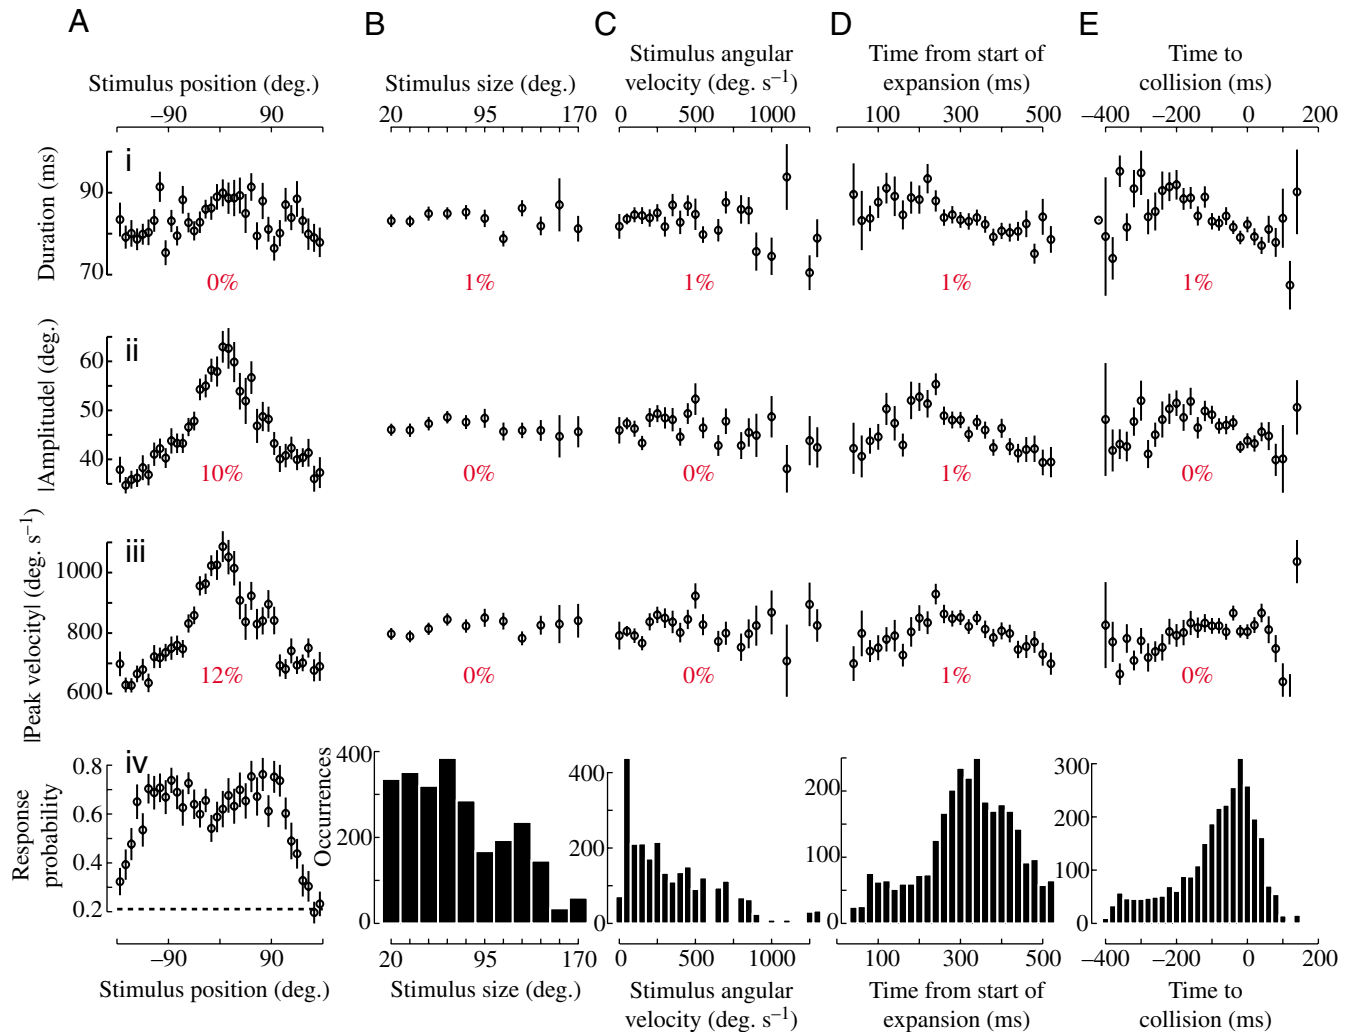 A B C D E
Stimulus position (deg.)
Stimulus size (deg.)
Stimulus angular
velocity (deg. s–1)
Time from start of
expansion (ms)
Time to
collision (ms)
–90 90
20 95 170
0 500 1000
100 300 500
–400 –200 0 200
i
Duration (ms)
90
70
0% 1% 1% 1% 1%
ii
|Amplitude| (deg.)
60
50
40
10% 0% 0% 1% 0%
iii
|Peak velocity| (deg. s–1)
1000
800
600
12% 0% 0% 1% 0%
iv
Response
probability
0.8
0.6
0.4
0.2
Occurrences
400
200
0
400
200
0
200
100
0
300
200
100
0
–90 90
20 95 170
0 500 1000
100 300 500
–400 –200 0 200
Stimulus position (deg.)
Stimulus size (deg.)
Stimulus angular
velocity (deg. s–1)
Time from start of
expansion (ms)
Time to
collision (ms)